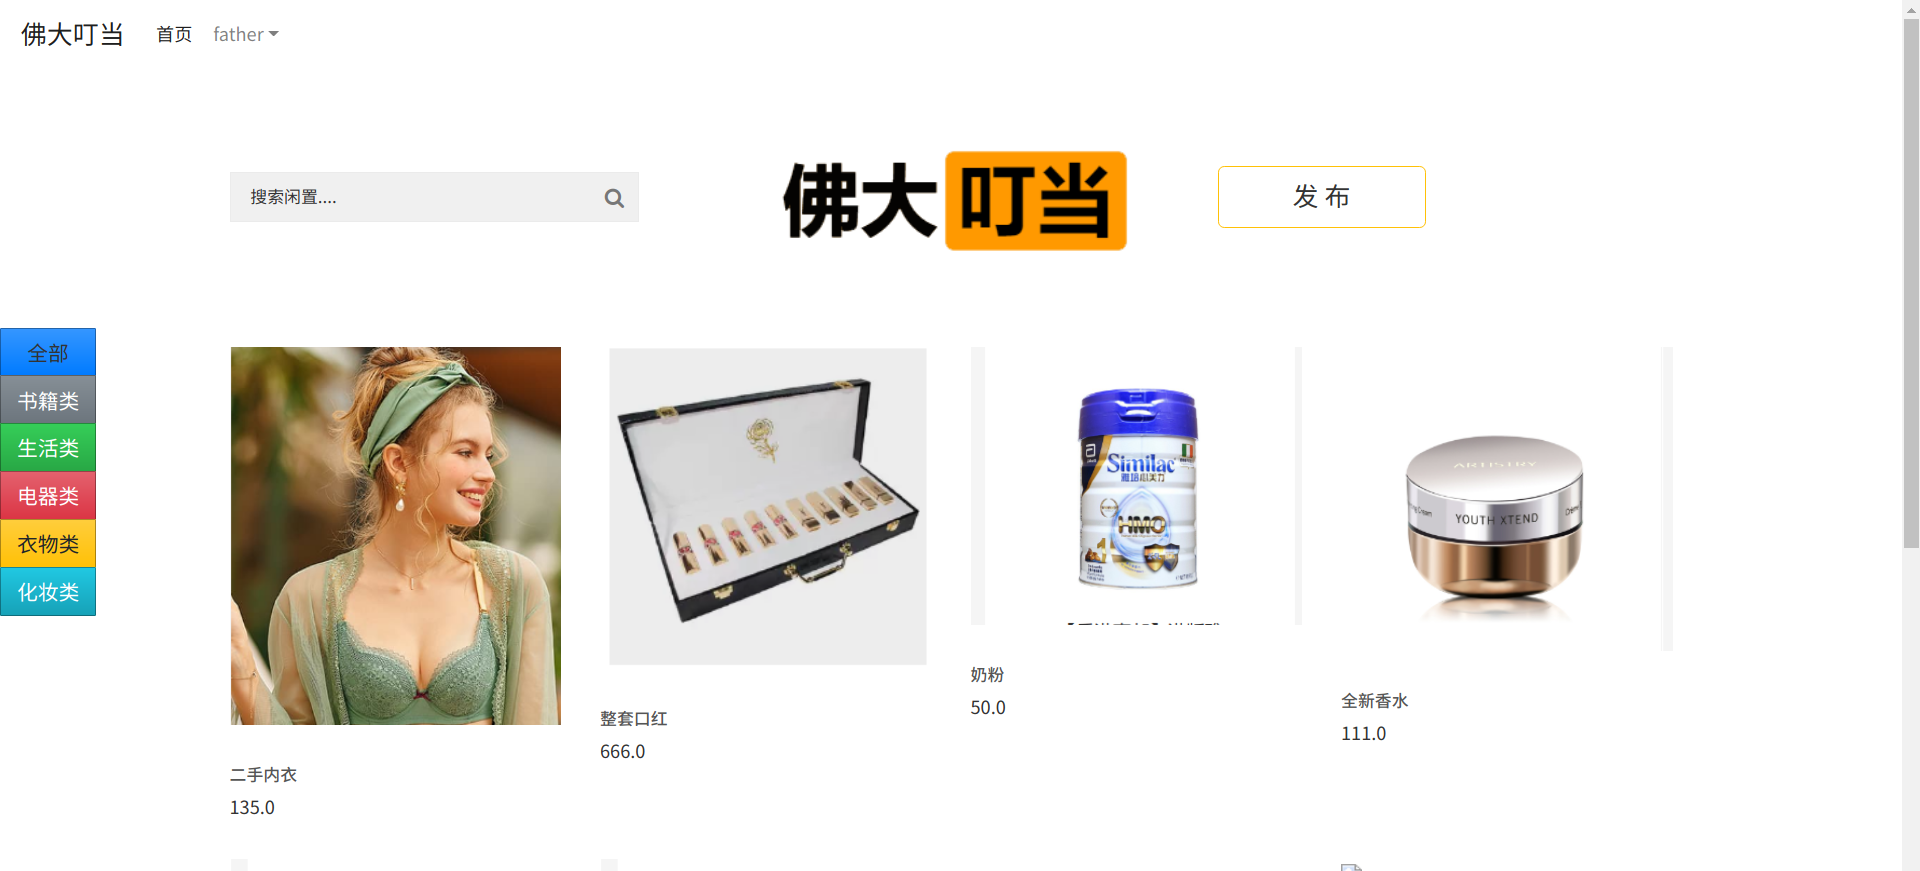 佛大叮当 首页 father
搜索闲置....
佛大叮当
发 布
全部
书籍类
生活类
电器类
衣物类
化妆类
Similac
HMO
ARTISTRY
YOUTH XTEND
奶粉
50.0
全新香水
111.0
整套口红
666.0
二手内衣
135.0